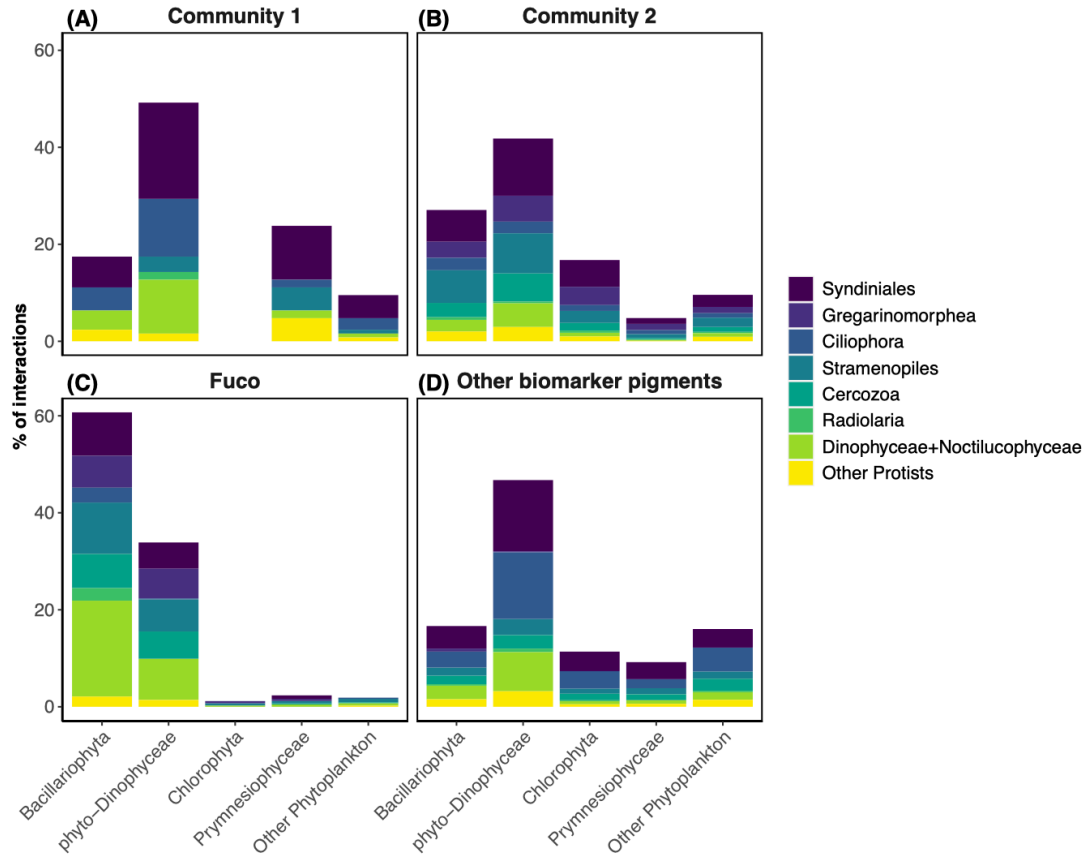 (A) Community 1
(B) Community 2
60
40
20
0
(C) Fuco
(D) Other biomarker pigments
60
40
20
0
% of interactions
Bacillariophyta
phyto−Dinophyceae
Chlorophyta
Prymnesiophyceae
Other Phytoplankton
Bacillariophyta
phyto−Dinophyceae
Chlorophyta
Prymnesiophyceae
Other Phytoplankton
Syndiniales
Gregarinomorphea
Ciliophora
Stramenopiles
Cercozoa
Radiolaria
Dinophyceae+Noctilucophyceae
Other Protists